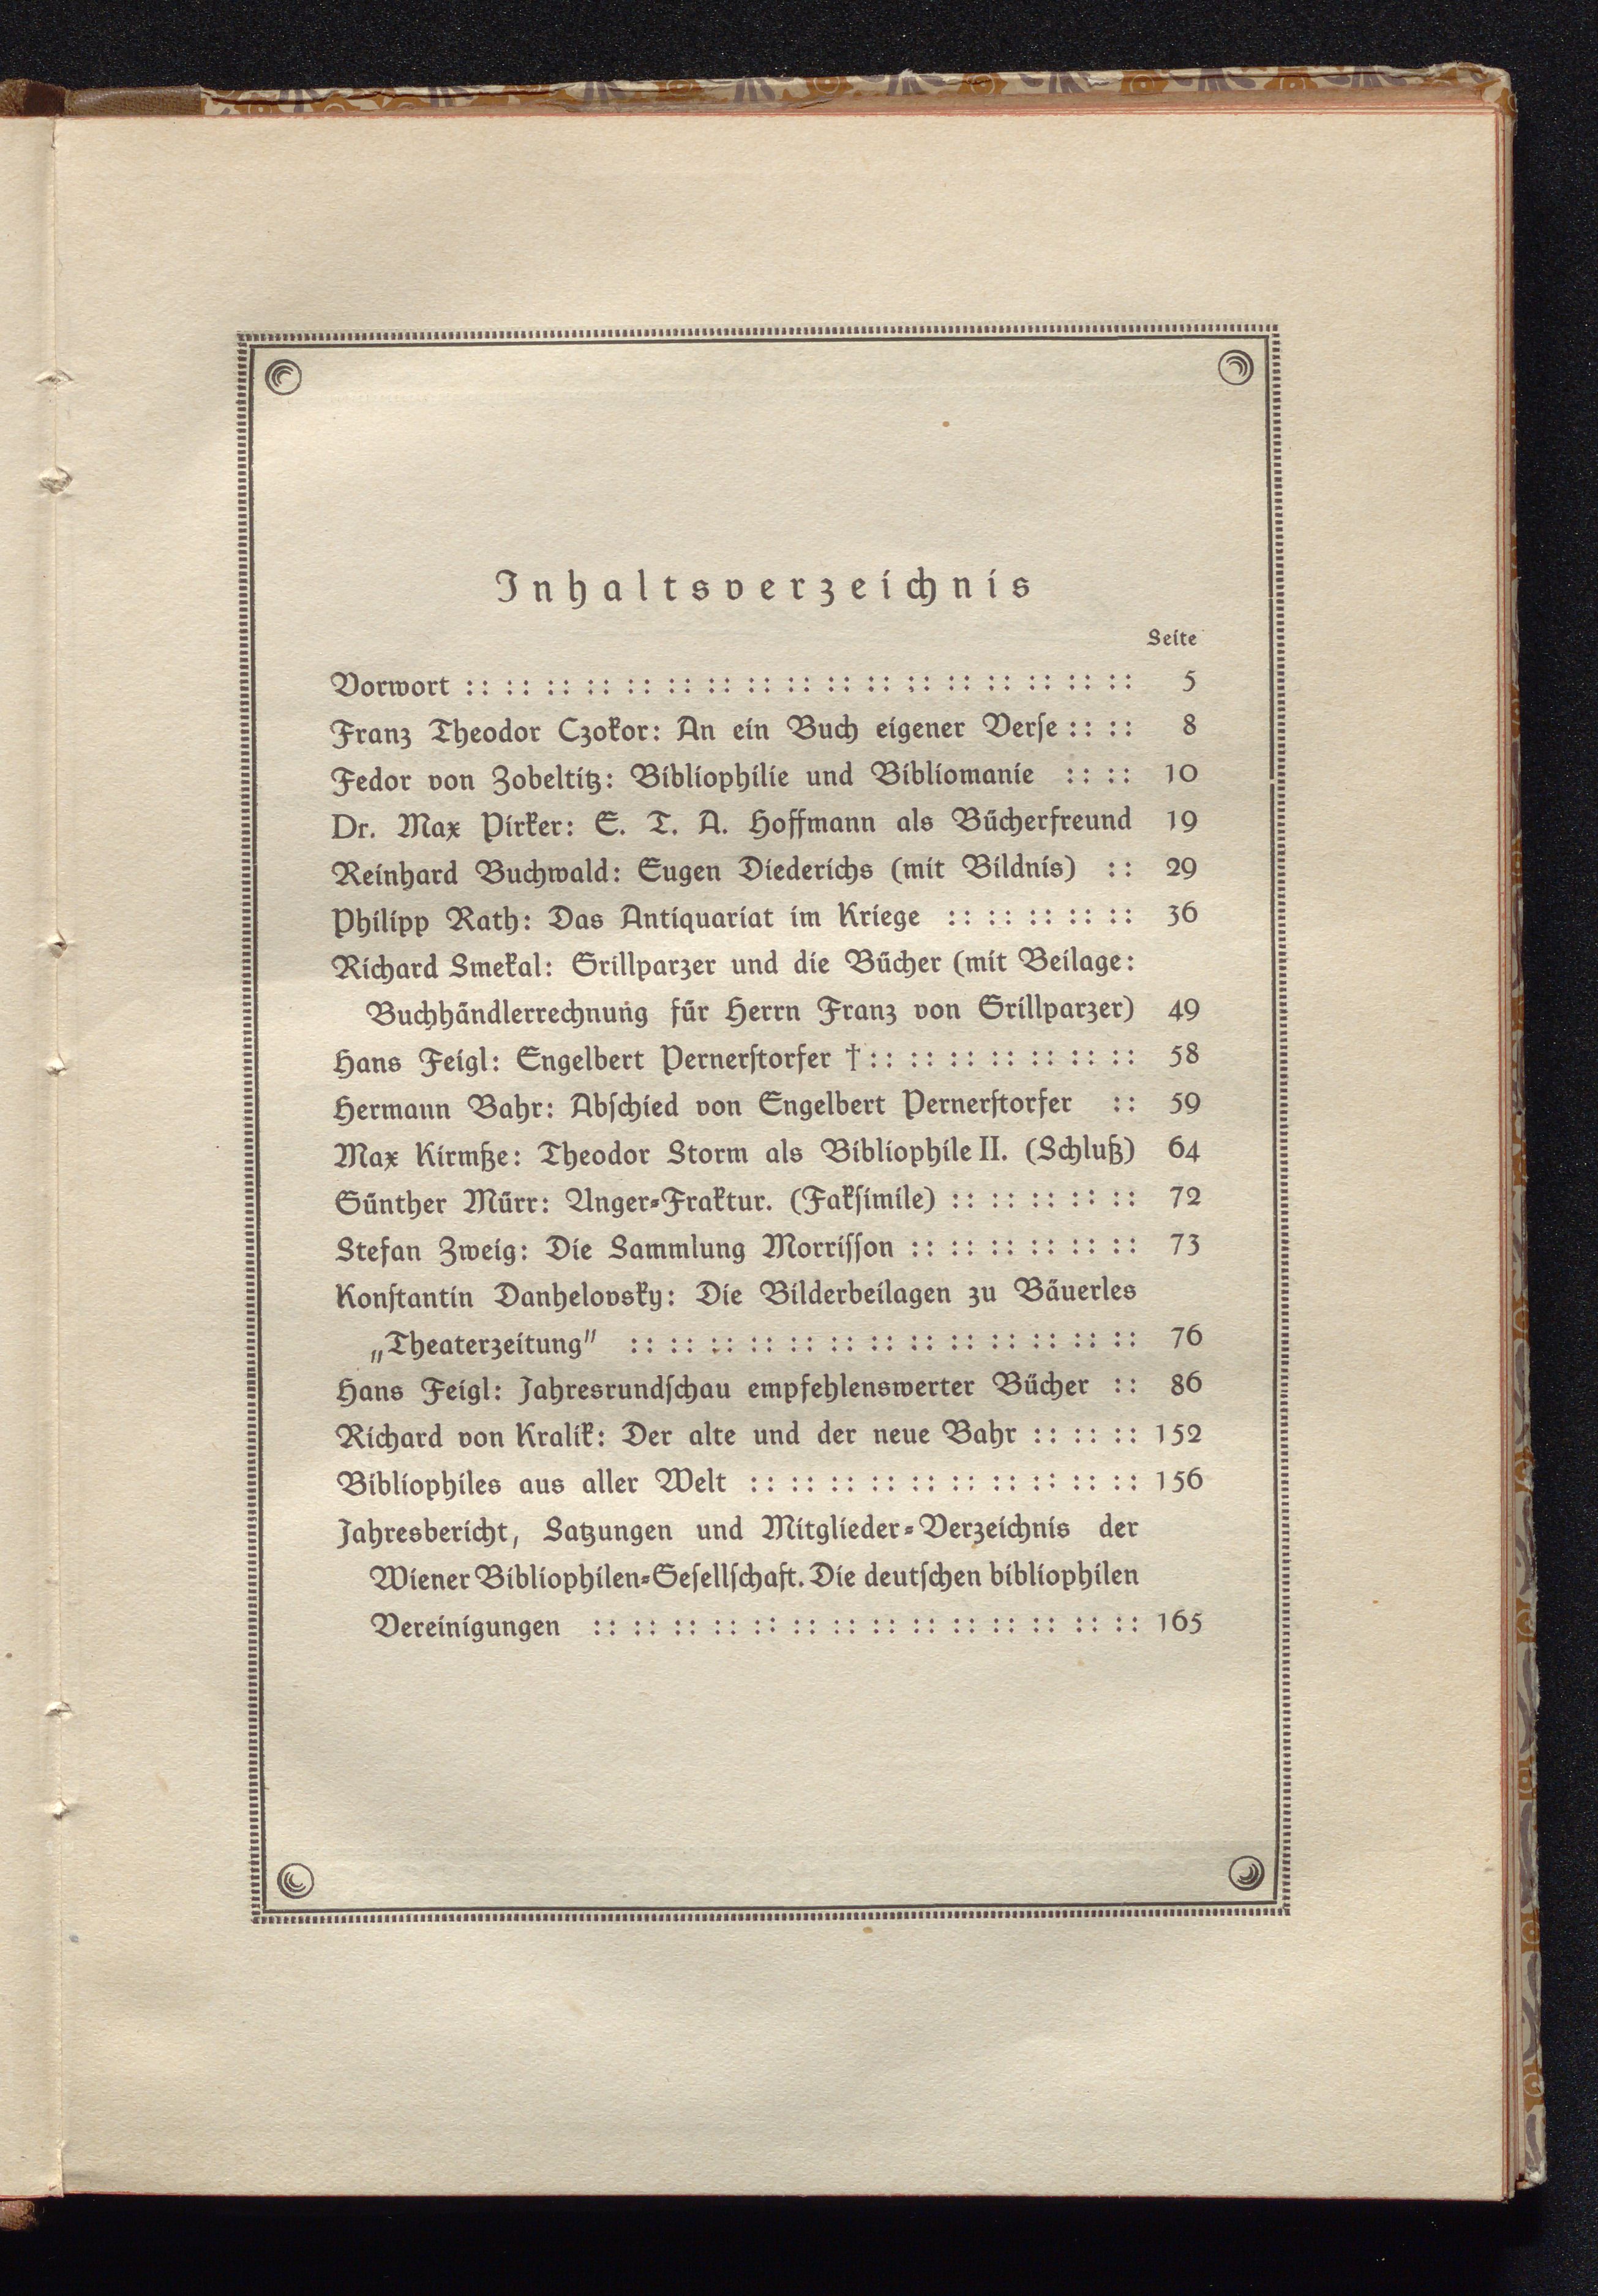 Inhaltsverzeichnis
Seite
Vorwort :: :: :: :: :: :: :: :: :: :: :: :: :: :: :: :: :: 5
Franz Theodor Czokor: An ein Buch eigener Verſe :: :: 8
Fedor von Zobeltitz: Bibliophilie und Bibliomanie :: :: 10
Dr. Max Pirker: E. T. A. Hoffmann als Bücherfreund 19
Reinhard Buchwald: Eugen Diederichs (mit Bildnis) :: 29
Philipp Rath: Das Antiquariat im Kriege :: :: :: :: :: 36
Richard Smekal: Grillparzer und die Bücher (mit Beilage:
Buchhändlerrechnung für Herrn Franz von Grillparzer) 49
Hans Feigl: Engelbert Pernerſtorfer † :: :: :: :: :: :: :: 58
Hermann Bahr: Abſchied von Engelbert Pernerſtorfer :: 59
Max Kirmße: Theodor Storm als Bibliophile II. (Schluß) 64
Günther Mürr: Unger-Fraktur. (Fakſimile) :: :: :: :: :: 72
Stefan Zweig: Die Sammlung Morriſſon :: :: :: :: :: :: 73
Konſtantin Danhelovsky: Die Bilderbeilagen zu Bäuerles
„Theaterzeitung" :: :: :: :: :: :: :: :: :: :: :: :: :: 76
Hans Feigl: Jahresrundſchau empfehlenswerter Bücher :: 86
Richard von Kralik: Der alte und der neue Bahr :: :: :: 152
Bibliophiles aus aller Welt :: :: :: :: :: :: :: :: :: :: 156
Jahresbericht, Satzungen und Mitglieder-Verzeichnis der
Wiener Bibliophilen-Geſellſchaft. Die deutſchen bibliophilen
Vereinigungen :: :: :: :: :: :: :: :: :: :: :: :: :: :: 165